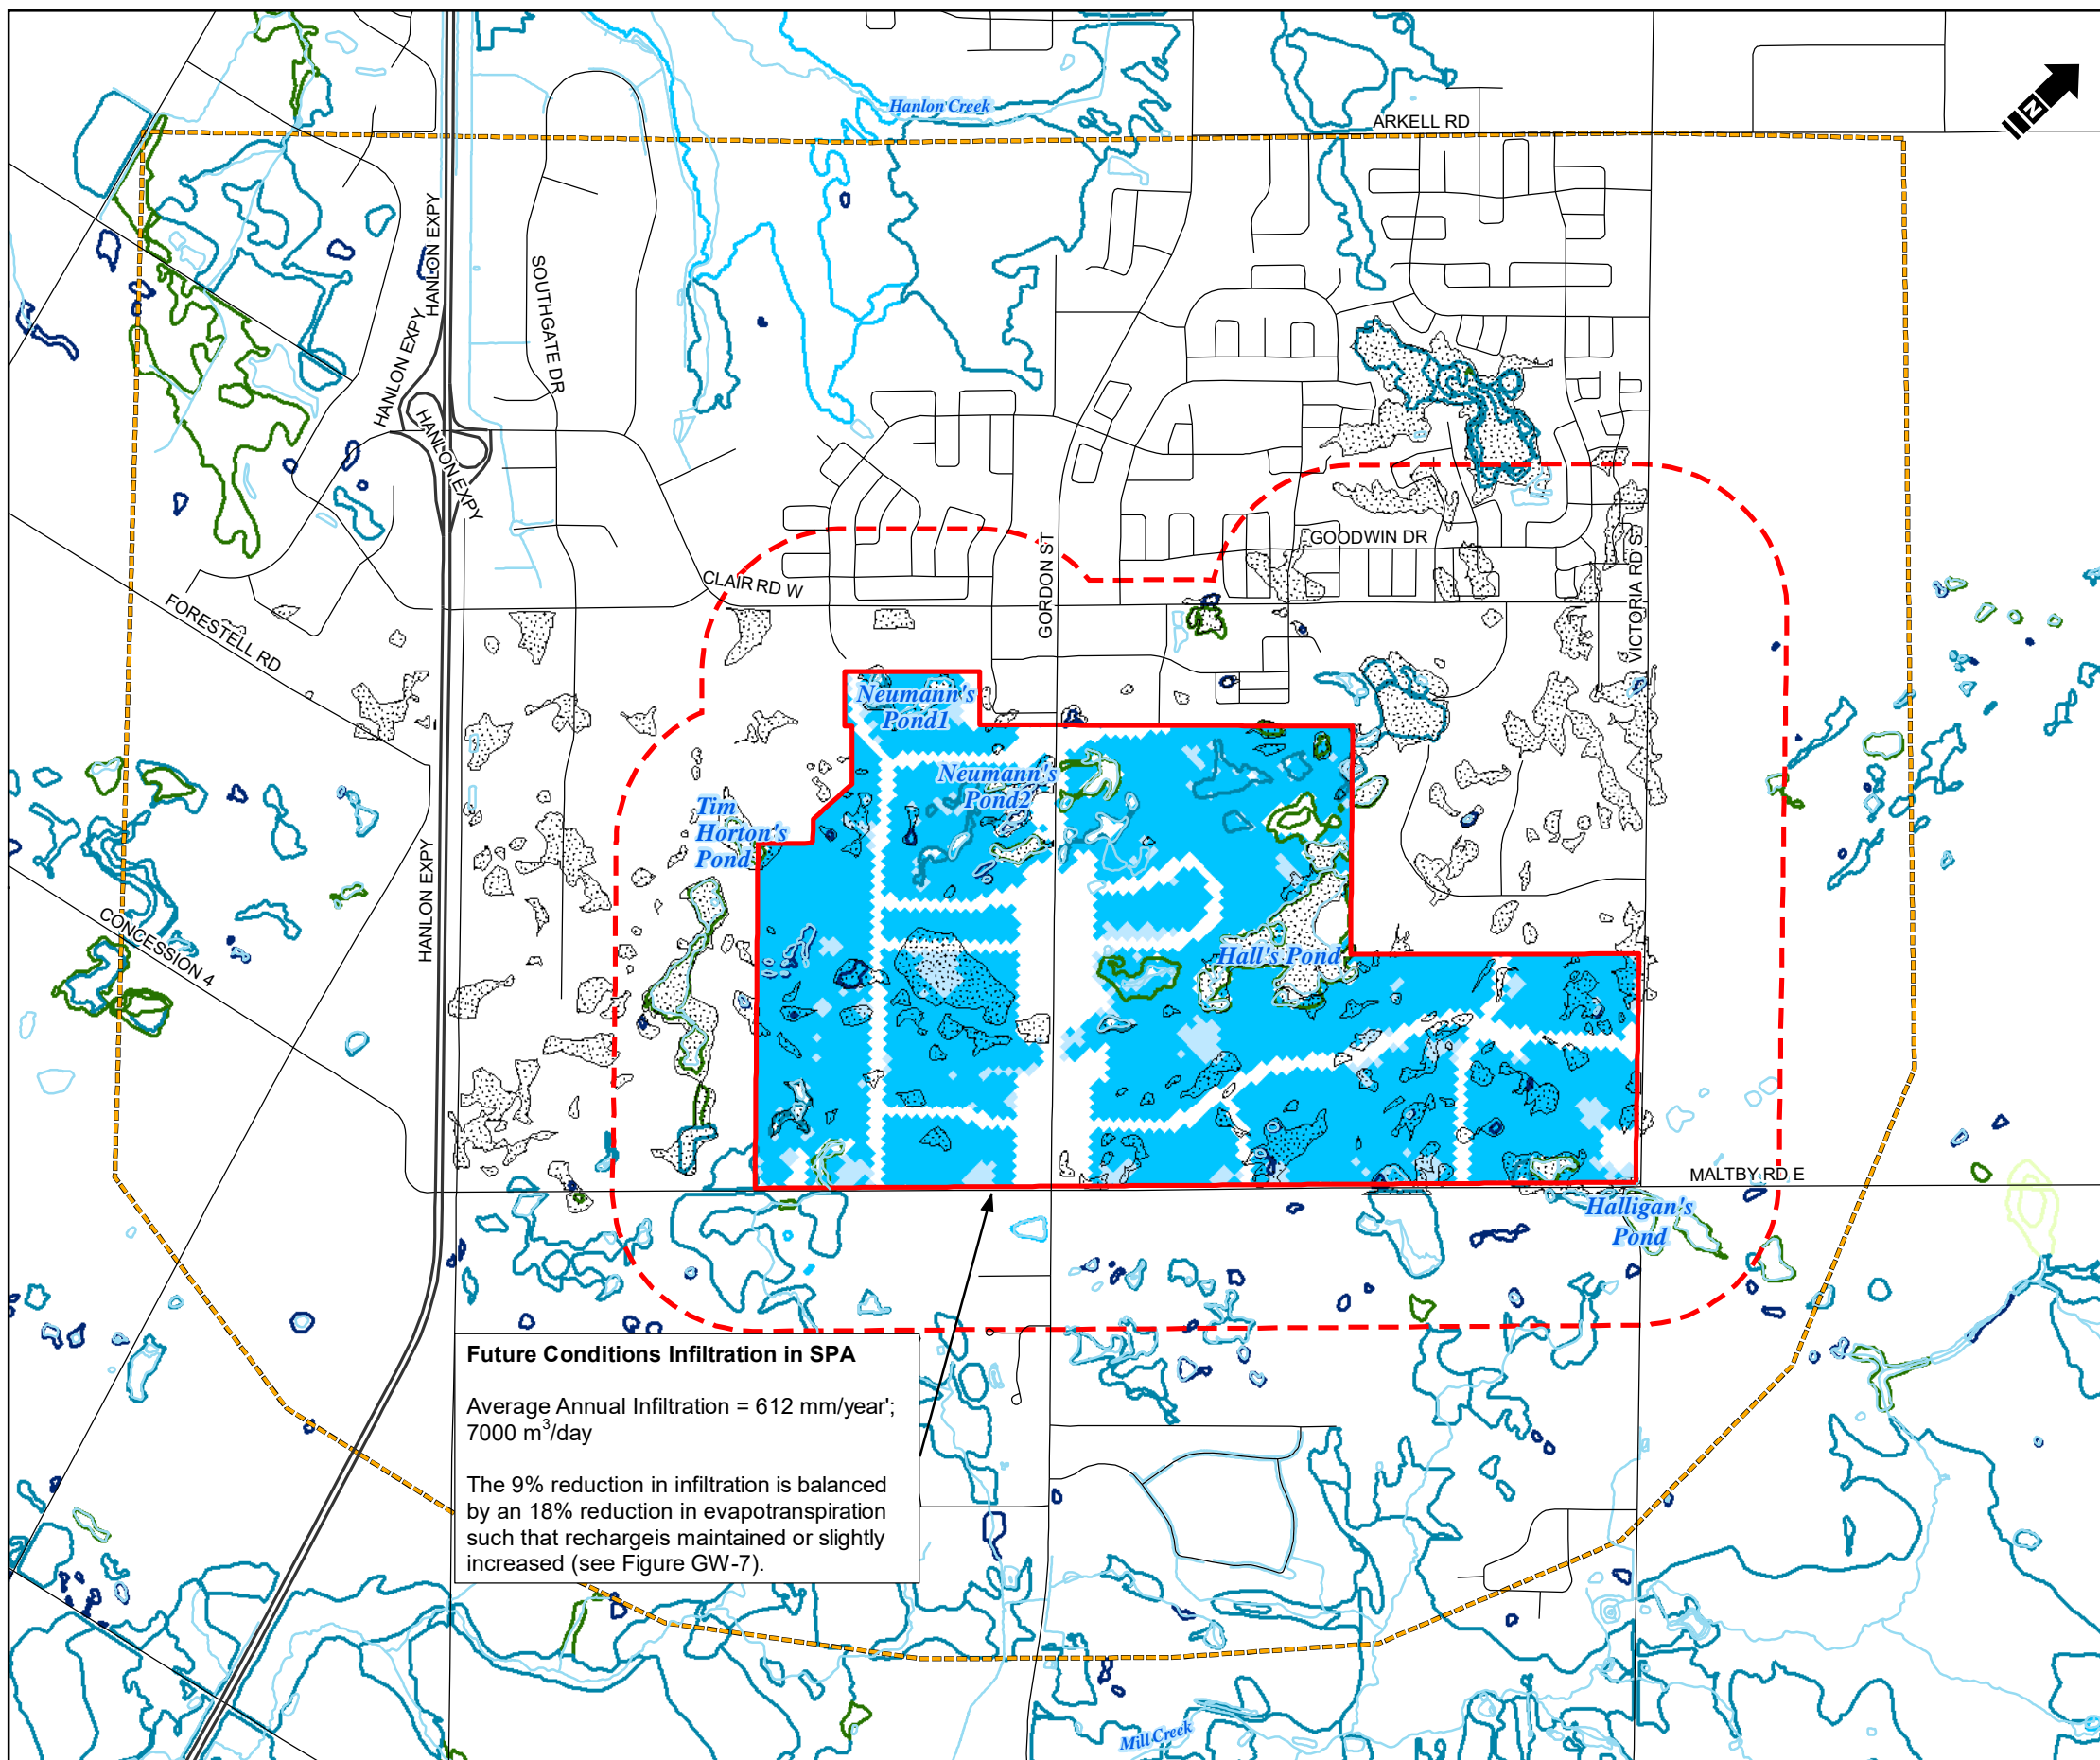 Hanlon Creek
ARKELL RD
N
HANLON EXPY
SOUTHGATE DR
HANLON EXPY
HANLON EXPY
GORDON ST
GOODWIN DR
VICTORIA RD S
CLAIR RD W
FORESTELL RD
Neumann's
Pond1
Neumann's
Pond2
Tim
Horton's
Pond
HANLON EXPY
CONCESSION 4
Hall's Pond
MALTBY RD E
Halligan's
Pond
Future Conditions Infiltration in SPA
Average Annual Infiltration = 612 mm/year';
7000 m³/day
The 9% reduction in infiltration is balanced
by an 18% reduction in evapotranspiration
such that rechargeis maintained or slightly
increased (see Figure GW-7).
Mill Creek